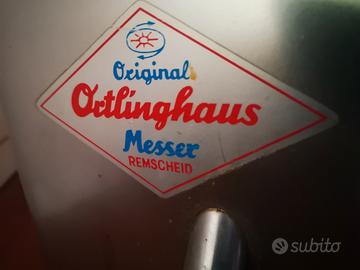 Original
Ortlinghaus
Messer
REMSCHEID
subito